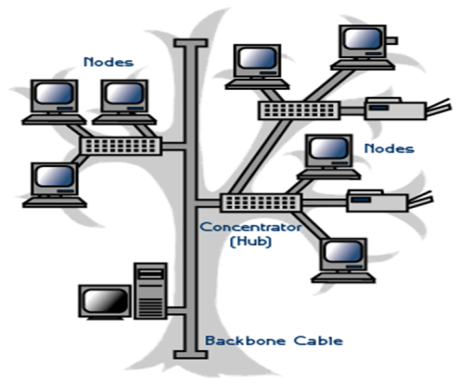 Nodes
Nodes
Concentrator
(Hub)
Backbone Cable